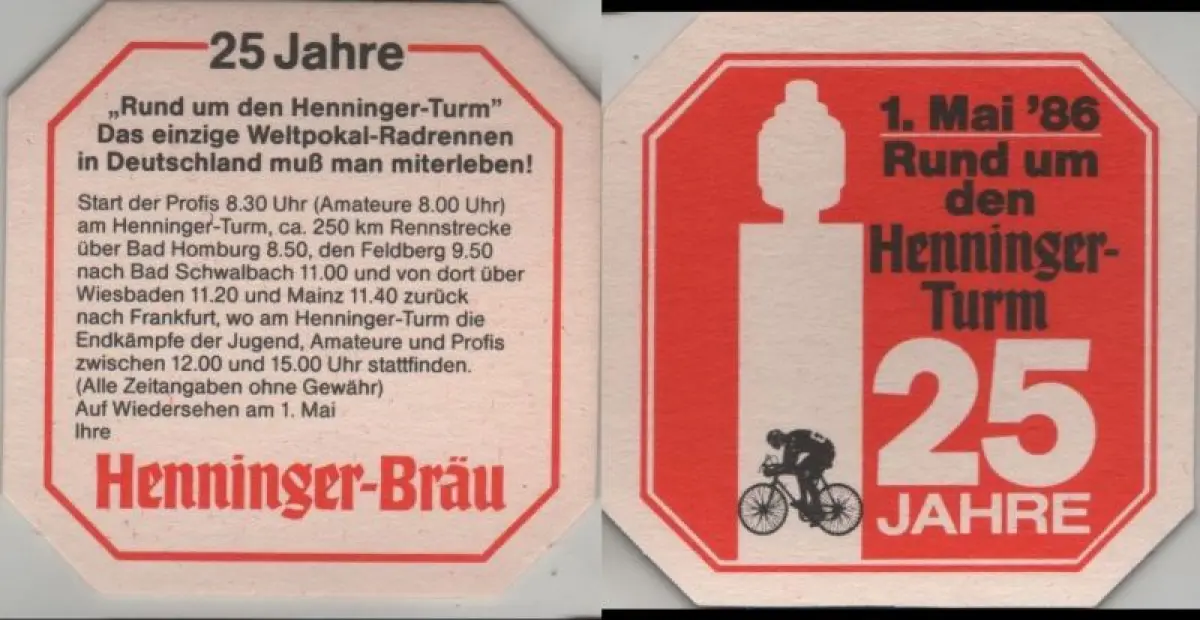 25 Jahre
„Rund um den Henninger-Turm”
Das einzige Weltpokal-Radrennen
in Deutschland muß man miterleben!
Start der Profis 8.30 Uhr (Amateure 8.00 Uhr)
am Henninger-Turm, ca. 250 km Rennstrecke
über Bad Homburg 8.50, den Feldberg 9.50
nach Bad Schwalbach 11.00 und von dort über
Wiesbaden 11.20 und Mainz 11.40 zurück
nach Frankfurt, wo am Henninger-Turm die
Endkämpfe der Jugend, Amateure und Profis
zwischen 12.00 und 15.00 Uhr stattfinden.
(Alle Zeitangaben ohne Gewähr)
Auf Wiedersehen am 1. Mai
Ihre
Henninger-Bräu
1. Mai '86
Rund um
den
Henninger-
Turm
25
JAHRE